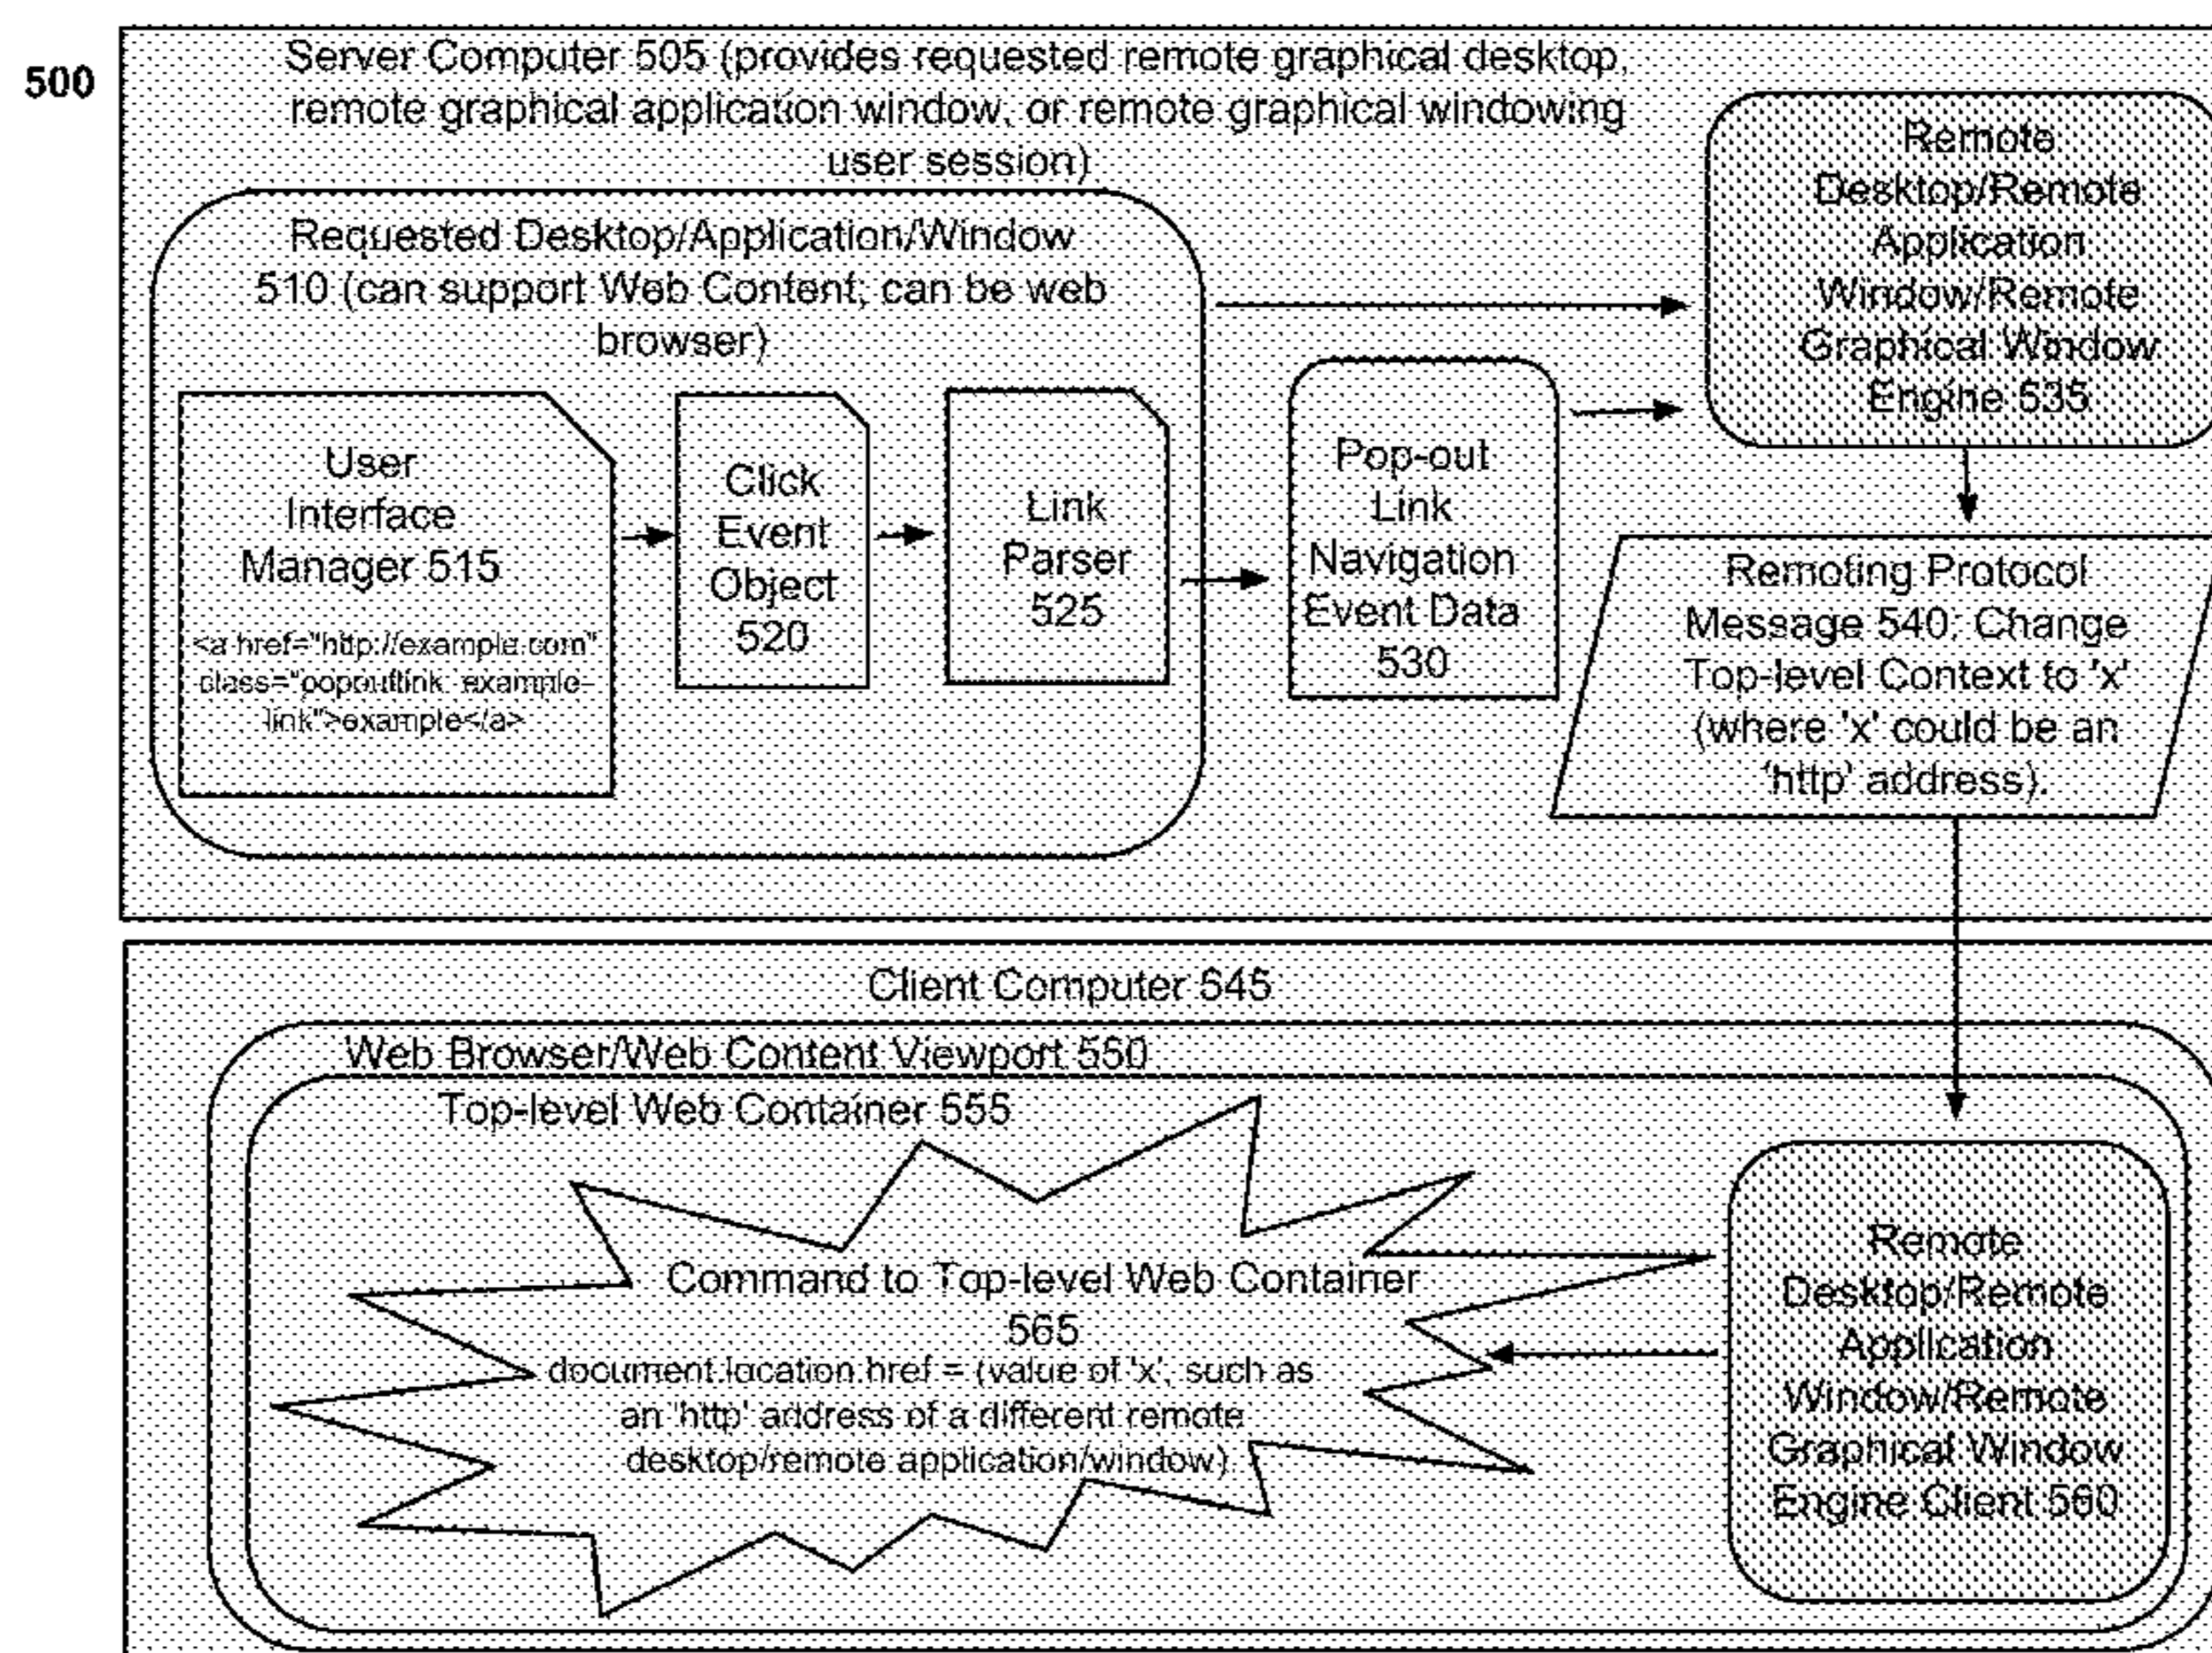 500
Server Computer 505 (provides requested remote graphical desktop,
remote graphical application window, or remote graphical windowing
user session)
Requested Desktop/Application/Window
510 (can support Web Content; can be web
browser)
User
Interface
Manager 515
<a href="http://example.com"
class="popoutlink example-
link">example</a>
Click
Event
Object
520
Link
Parser
525
Pop-out
Link
Navigation
Event Data
530
Remote
Desktop/Remote
Application
Window/Remote
Graphical Window
Engine 535
Remoting Protocol
Message 540: Change
Top-level Context to 'x'
(where 'x' could be an
'http' address).
Client Computer 545
Web Browser/Web Content Viewport 550
Top-level Web Container 555
Command to Top-level Web Container
565
document.location.href = (value of 'x', such as
an 'http' address of a different remote
desktop/remote application/window).
Remote
Desktop/Remote
Application
Window/Remote
Graphical Window
Engine Client 560